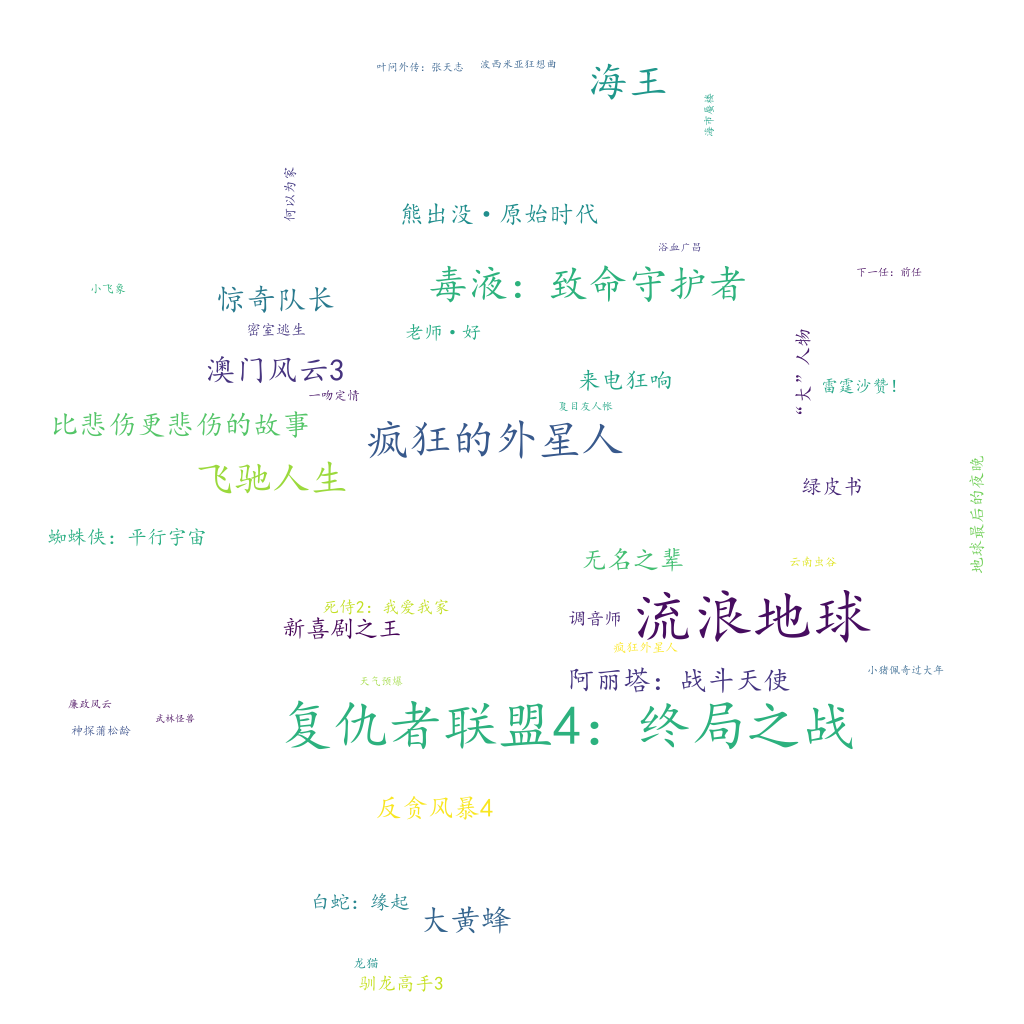 叶问外传：张天志
波西米亚狂想曲
海王
海市蜃楼
何以为家
熊出没·原始时代
浴血广昌
下一任：前任
毒液：致命守护者
小飞象
惊奇队长
密室逃生
老师·好
“大”人物
澳门风云3
来电狂响
雷霆沙赞!
一吻定情
夏目友人帐
比悲伤更悲伤的故事
疯狂的外星人
飞驰人生
绿皮书
地球最后的夜晚
蜘蛛侠：平行宇宙
无名之辈
云南虫谷
死侍2：我爱我家
新喜剧之王
调音师
流浪地球
疯狂外星人
阿丽塔：战斗天使
小猪佩奇过大年
天气预爆
廉政风云
武林怪兽
神探蒲松龄
复仇者联盟4：终局之战
反贪风暴4
白蛇：缘起
大黄蜂
龙猫
驯龙高手3